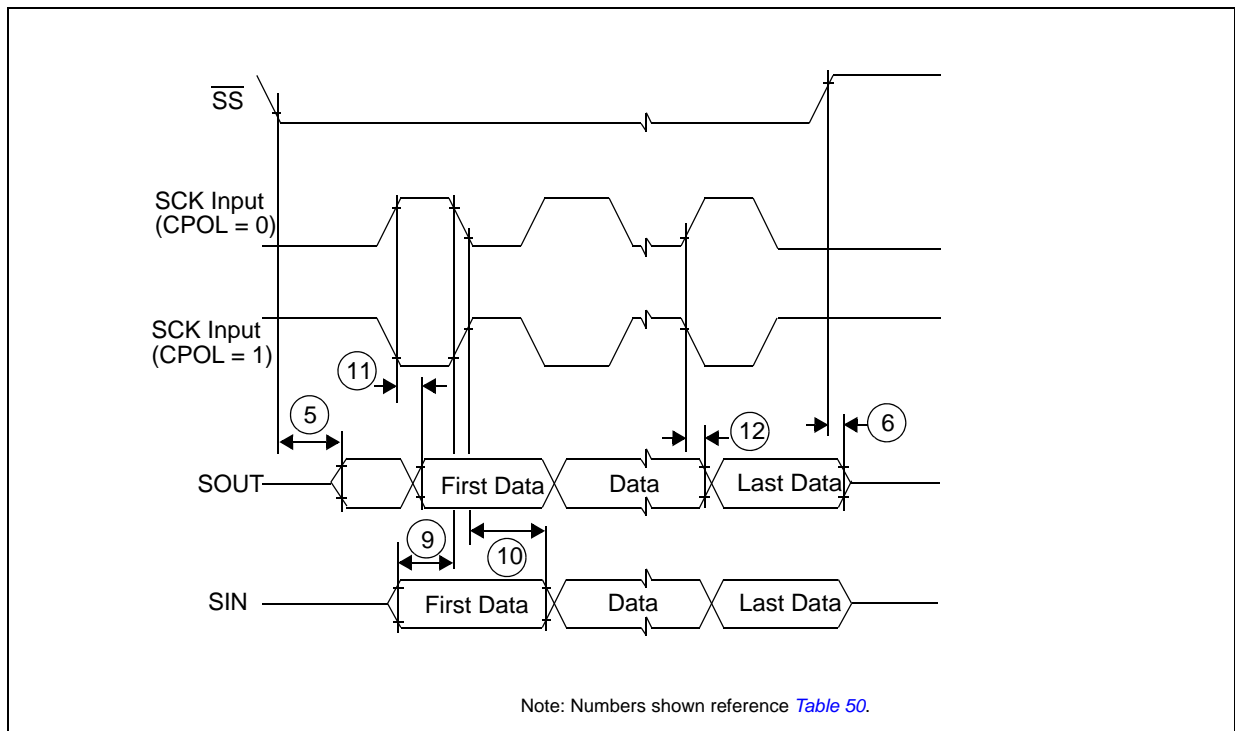 SS
SCK Input
(CPOL = 0)
SCK Input
(CPOL = 1)
11
5
12
6
SOUT
First Data
Data
Last Data
9
10
SIN
First Data
Data
Last Data
Note: Numbers shown reference Table 50.